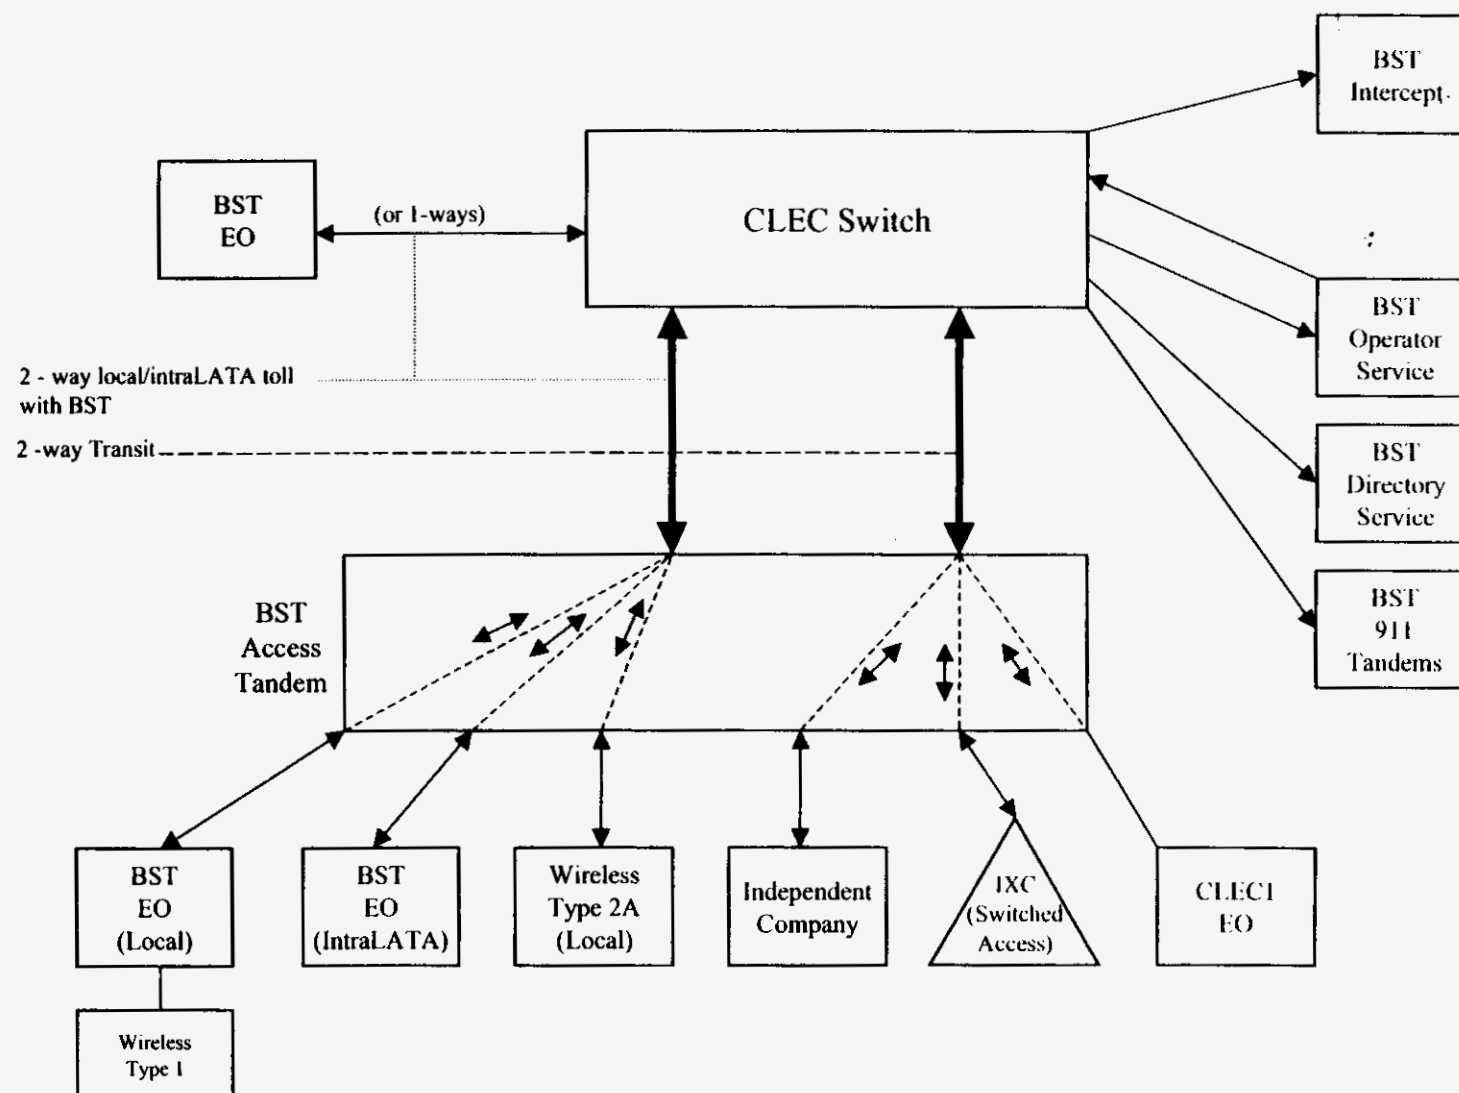 BST
Intercept
BST
EO
(or 1-ways)
CLEC Switch
BST
Operator
Service
2 - way local/intraLATA toll
with BST
2 -way Transit
BST
Directory
Service
BST
911
Tandems
BST
Access
Tandem
BST
EO
(Local)
BST
EO
(IntraLATA)
Wireless
Type 2A
(Local)
Independent
Company
IXC
(Switched
Access)
CLEC1
EO
Wireless
Type 1